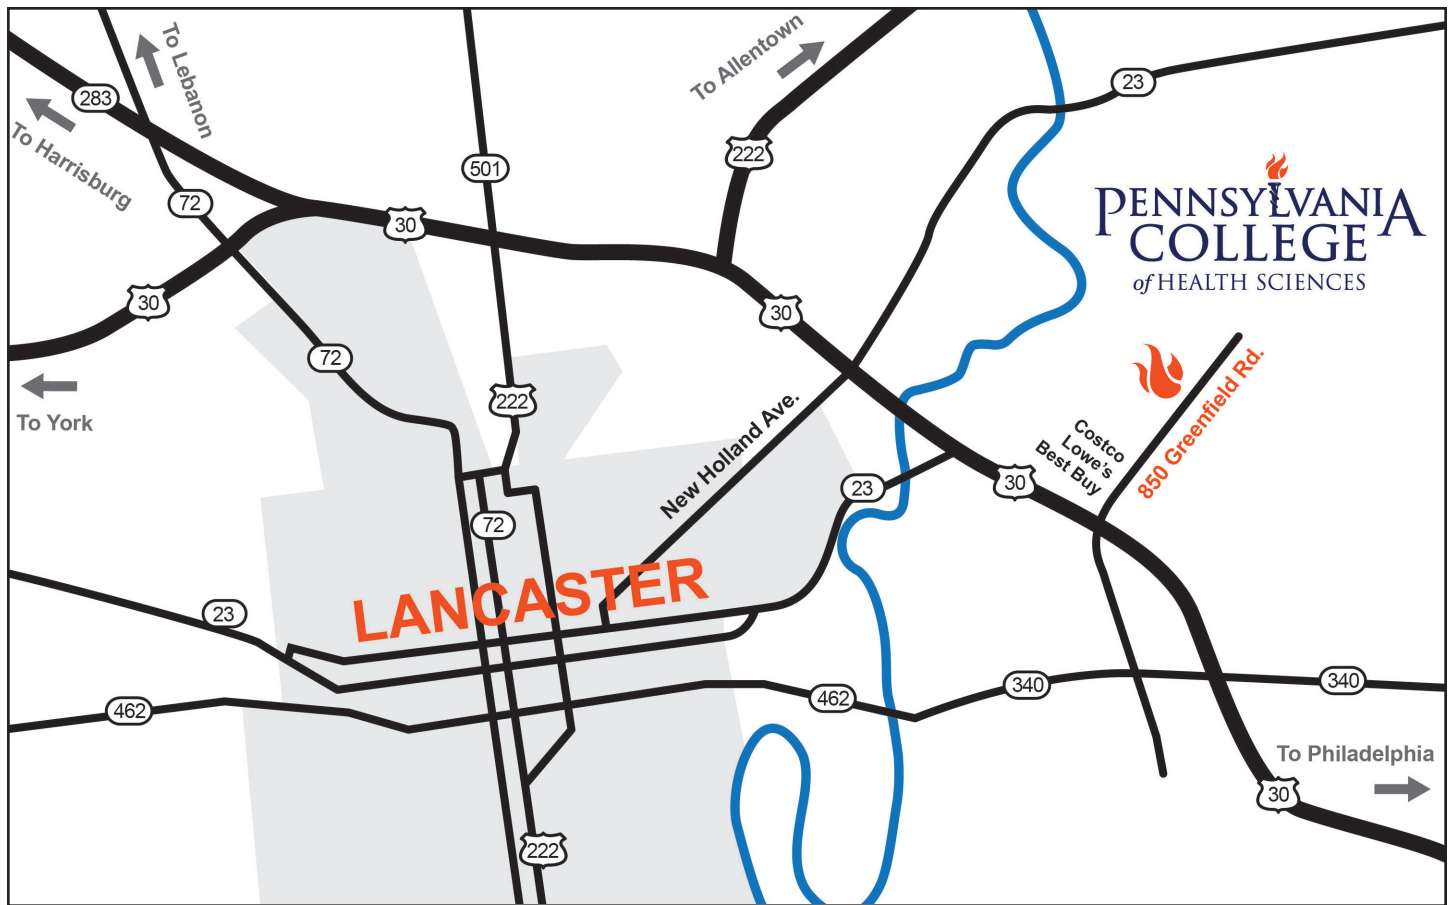 To Lebanon
To Allentown
283
To Harrisburg
72
501
222
23
30
PENNSYLVANIA
COLLEGE
of HEALTH SCIENCES
30
30
72
To York
222
New Holland Ave.
Costco
Lowe's
Best Buy
850 Greenfield Rd.
23
30
72
LANCASTER
23
462
462
340
340
To Philadelphia
30
222